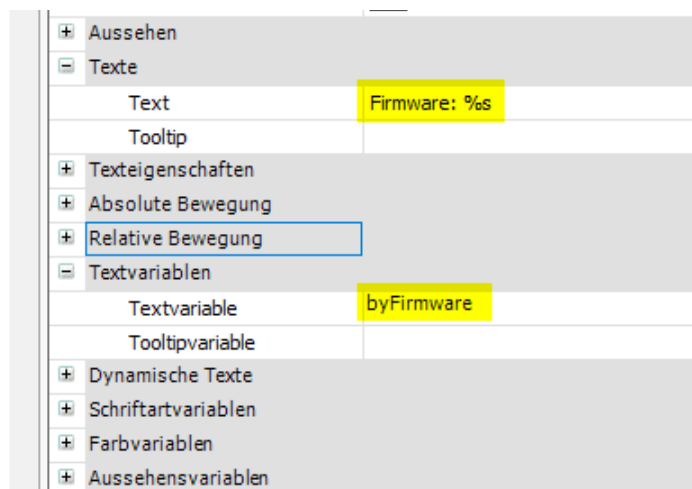 Aussehen
Texte
Text Firmware: %s
Tooltip
Texteigenschaften
Absolute Bewegung
Relative Bewegung
Textvariablen
Textvariable byFirmware
Tooltipvariable
Dynamische Texte
Schriftartvariablen
Farbvariablen
Aussehensvariablen